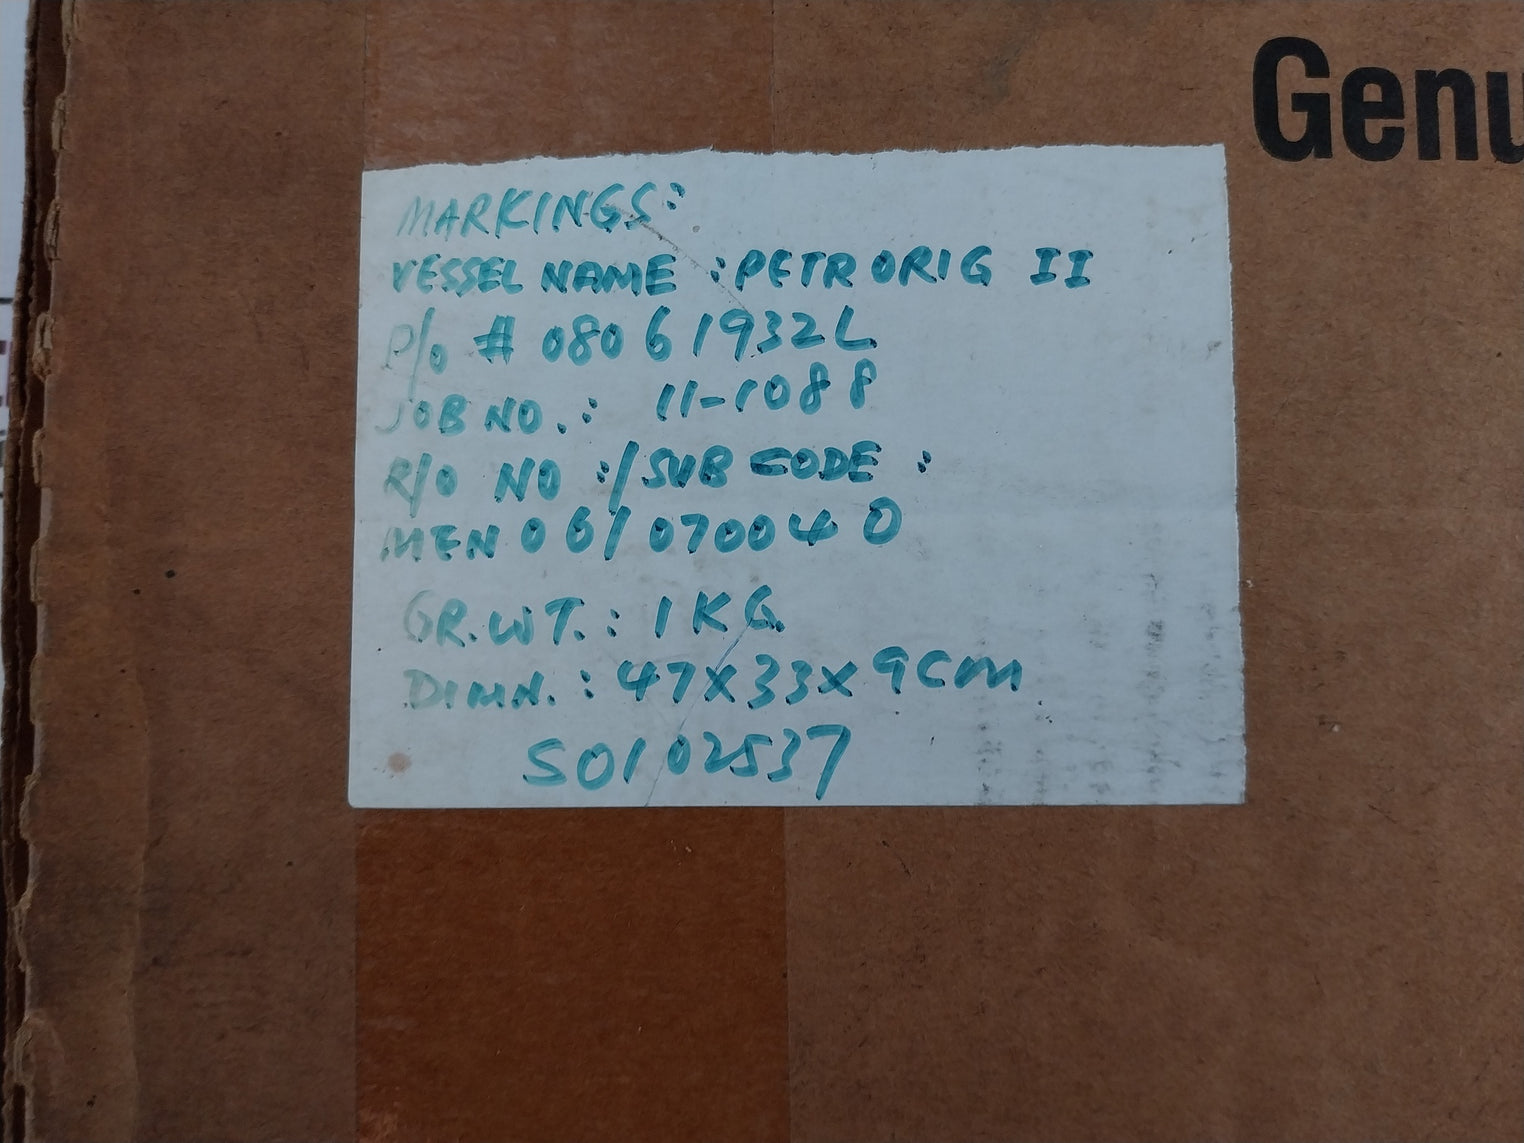 Genu
MARKINGS:
VESSEL NAME : PETRORIG II
P/O # 08061932L
JOB NO.: 11-1088
R/O NO :/SUB CODE :
MEN 06/070040
GR.WT. : 1KG
DIMN. : 47X33X9CM
SO102537